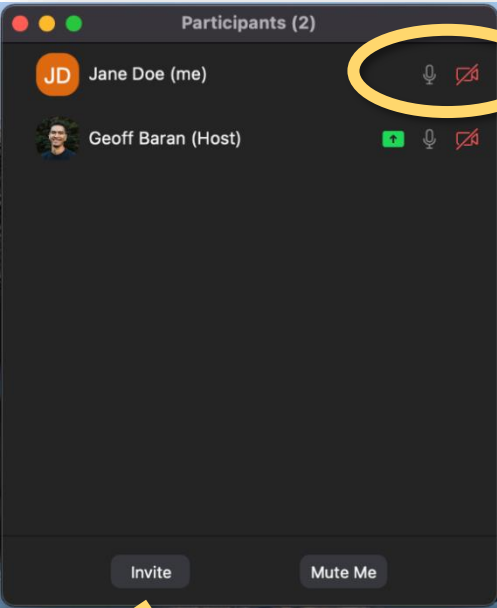 Participants (2)
JD Jane Doe (me)
Geoff Baran (Host)
Invite Mute Me